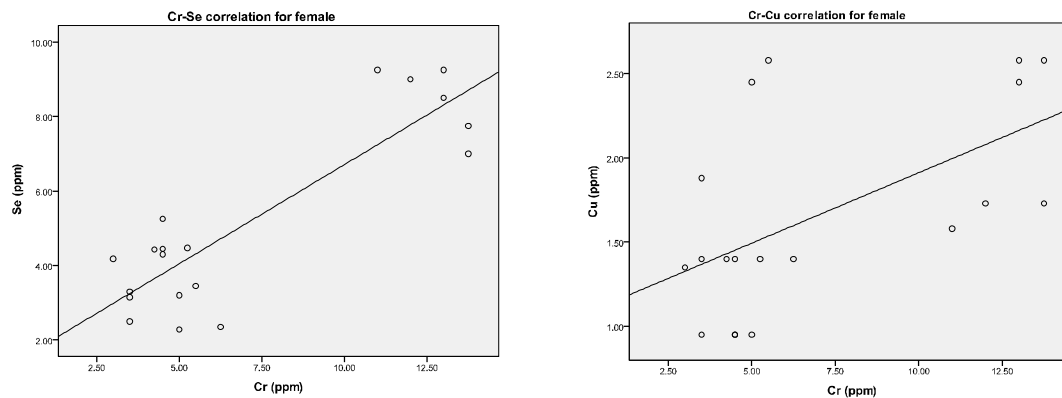 Cr-Se correlation for female
10.00
8.00
6.00
4.00
2.00
Se (ppm)
2.50 5.00 7.50 10.00 12.50
Cr (ppm)
Cr-Cu correlation for female
2.50
2.00
1.50
1.00
Cu (ppm)
2.50 5.00 7.50 10.00 12.50
Cr (ppm)